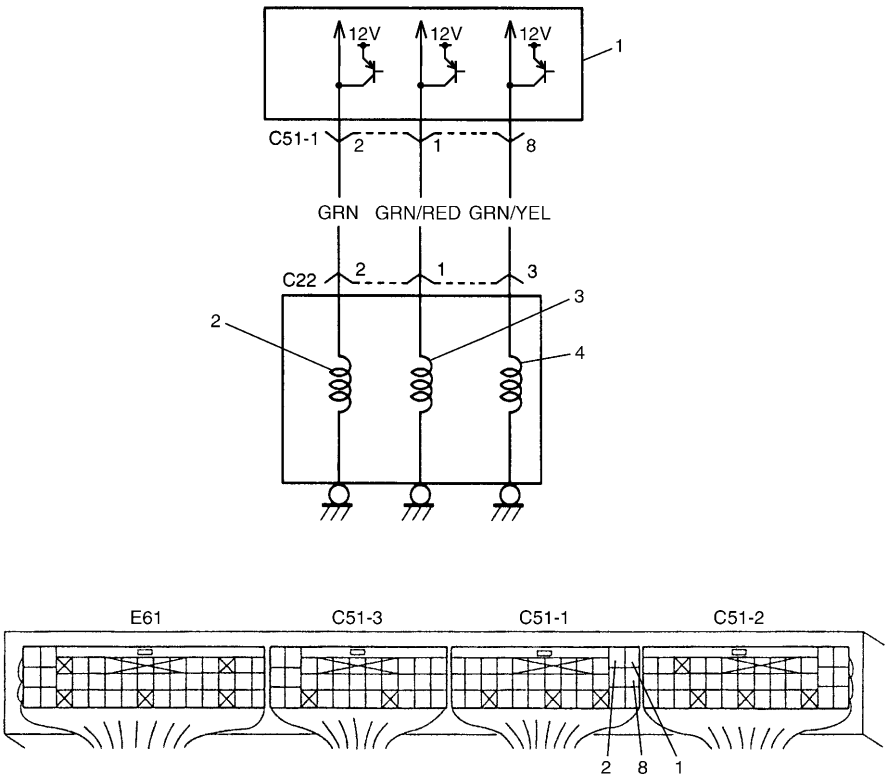 12V 12V 12V
1
C51-1 2 1 8
GRN GRN/RED GRN/YEL
C22 2 1 3
3
2
4
E61 C51-3 C51-1 C51-2
2 8 1